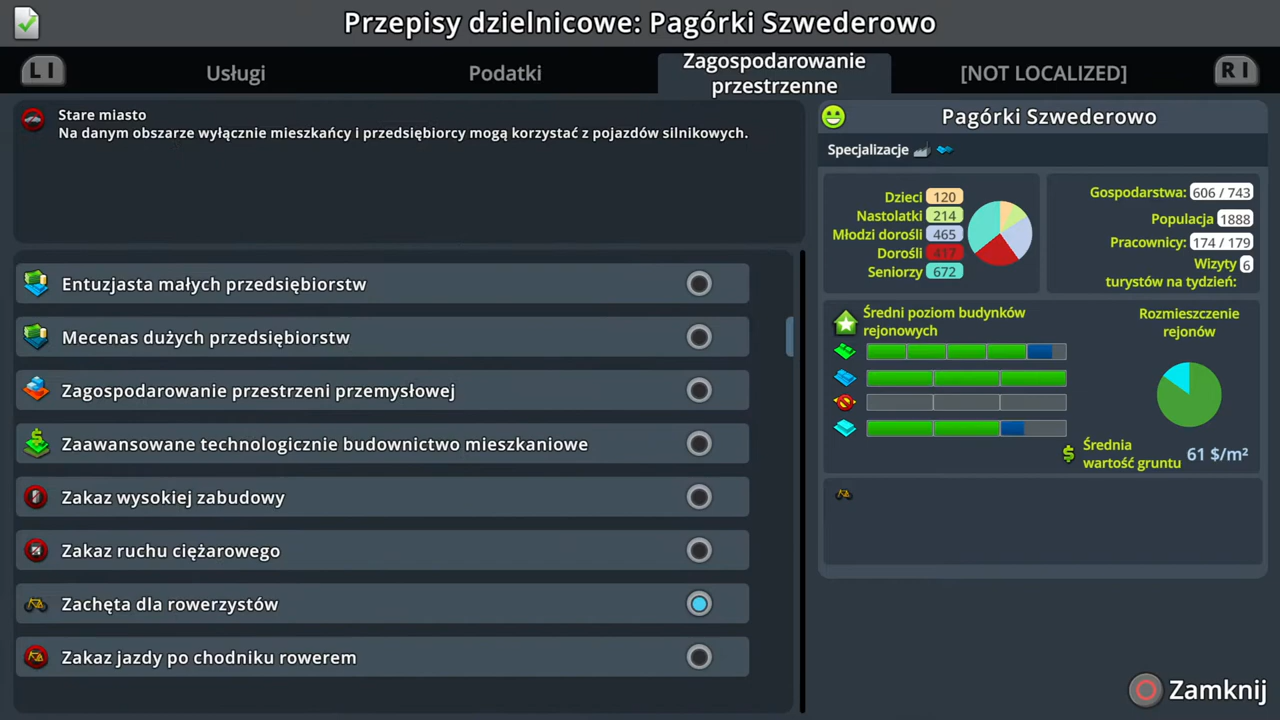 Przepisy dzielnicowe: Pagórki Szwederowo
L1
Usługi
Podatki
Zagospodarowanie
przestrzenne
[NOT LOCALIZED]
R1
Stare miasto
Na danym obszarze wyłącznie mieszkańcy i przedsiębiorcy mogą korzystać z pojazdów silnikowych.
Entuzjasta małych przedsiębiorstw
Mecenas dużych przedsiębiorstw
Zagospodarowanie przestrzeni przemysłowej
Zaawansowane technologicznie budownictwo mieszkaniowe
Zakaz wysokiej zabudowy
Zakaz ruchu ciężarowego
Zachęta dla rowerzystów
Zakaz jazdy po chodniku rowerem
Pagórki Szwederowo
Specjalizacje
Dzieci 120
Nastolatki 214
Młodzi dorośli 465
Dorośli 417
Seniorzy 672
Gospodarstwa: 606 / 743
Populacja 1888
Pracownicy: 174 / 179
Wizyty 6
turystów na tydzień:
Średni poziom budynków
rejonowych
Rozmieszczenie
rejonów
Średnia
wartość gruntu 61 $/m²
Zamknij